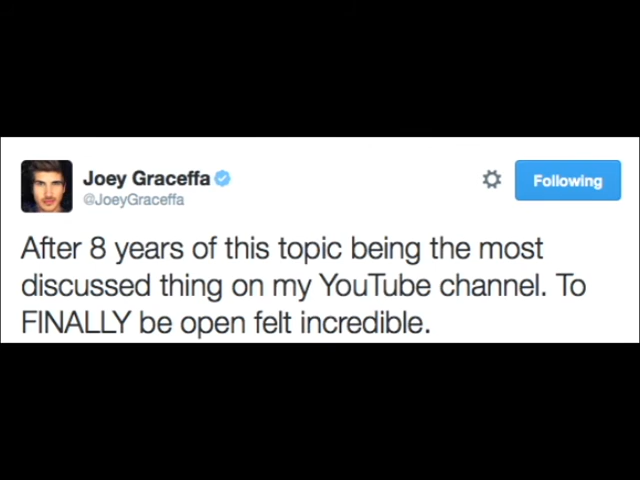 Joey Graceffa
@JoeyGraceffa
Following
After 8 years of this topic being the most
discussed thing on my YouTube channel. To
FINALLY be open felt incredible.